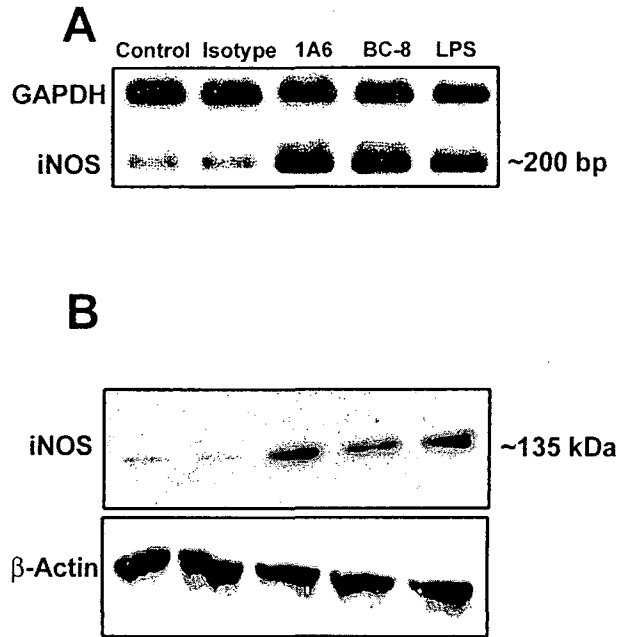 A
Control Isotype 1A6 BC-8 LPS
GAPDH
iNOS ~200 bp
B
iNOS ~135 kDa
β-Actin